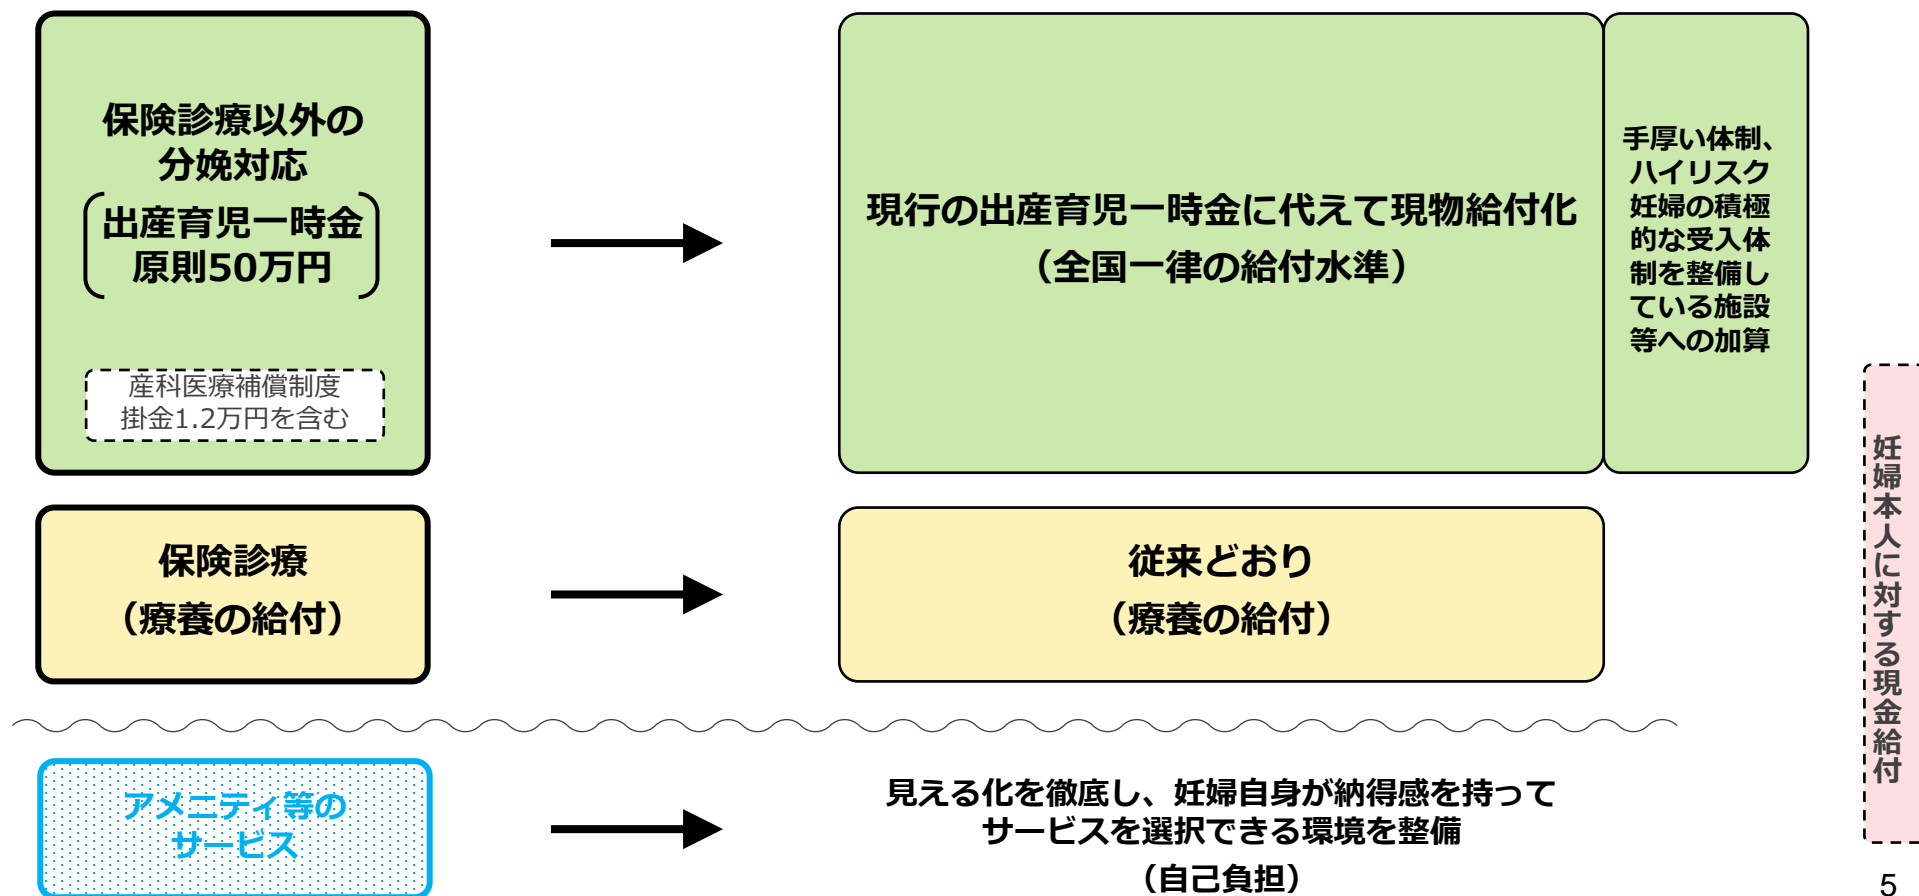 保険診療以外の
分娩対応
出産育児一時金
原則50万円
産科医療補償制度
掛金1.2万円を含む
現行の出産育児一時金に代えて現物給付化
（全国一律の給付水準）
手厚い体制、
ハイリスク
妊婦の積極
的な受入体
制を整備し
ている施設
等への加算
保険診療
（療養の給付）
従来どおり
（療養の給付）
アメニティ等の
サービス
見える化を徹底し、妊婦自身が納得感を持って
サービスを選択できる環境を整備
（自己負担）
妊婦本人に対する現金給付
5